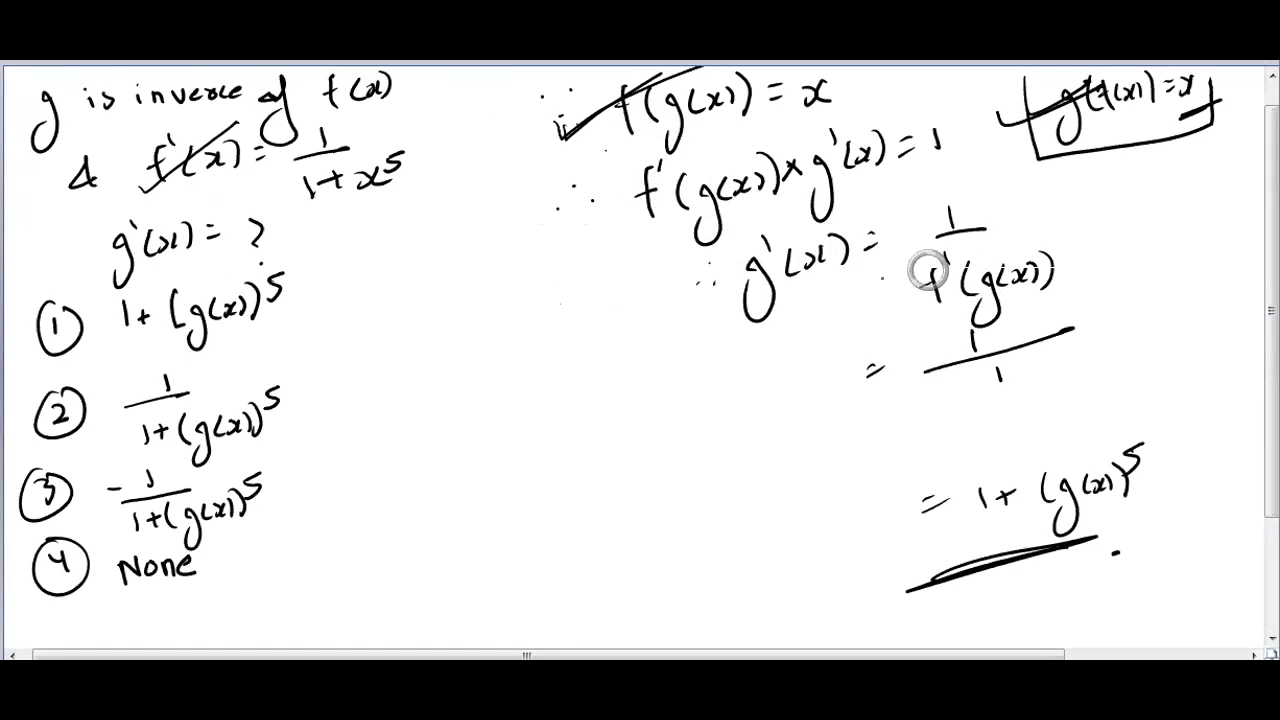 g is inverse of f(x)
& f'(x) = 1/(1+x^5)
g'(x) = ?
① 1+(g(x))^5
② 1/(1+(g(x))^5)
③ -1/(1+(g(x))^5)
④ None
∵ f(g(x)) = x
g(f(x)) = x
∴ f'(g(x)) × g'(x) = 1
∴ g'(x) = 1/f'(g(x))
= 1/1
= 1+(g(x))^5